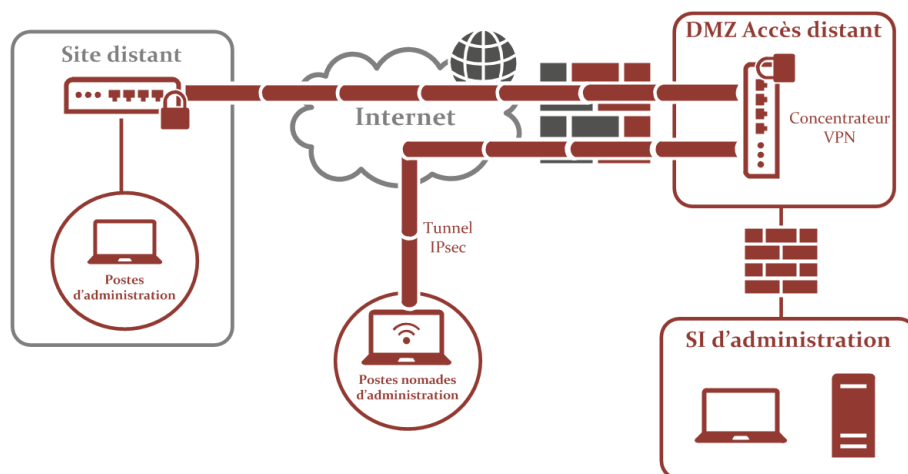 Site distant
DMZ Accès distant
Internet
Concentrateur
VPN
Tunnel
IPsec
Postes
d’administration
Postes nomades
d’administration
SI d’administration